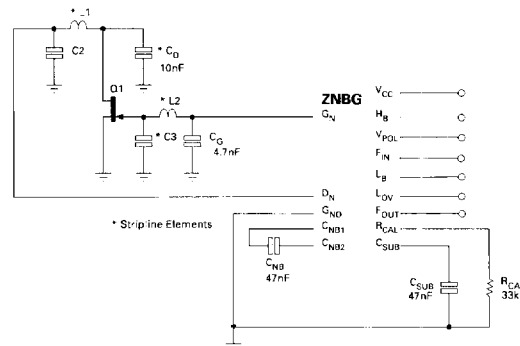 * L1
C2
* CD
10nF
Q1
* L2
ZNBG
GN
* C3
CG
4.7nF
VCC
HB
VPOL
FIN
LB
DN
LOV
GND
FOUT
* Stripline Elements
CNB1
RCAL
CNB2
CSUB
CNB
47nF
CSUB
47nF
RCA
33k